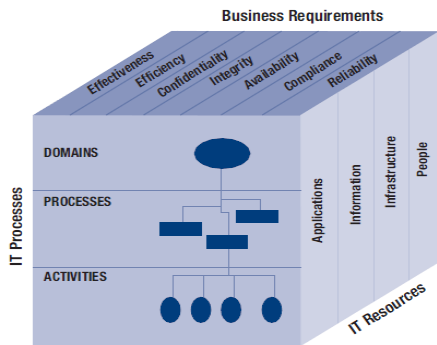 Business Requirements
Effectiveness
Efficiency
Confidentiality
Integrity
Availability
Compliance
Reliability
IT Processes
DOMAINS
PROCESSES
ACTIVITIES
Applications
Information
Infrastructure
People
IT Resources